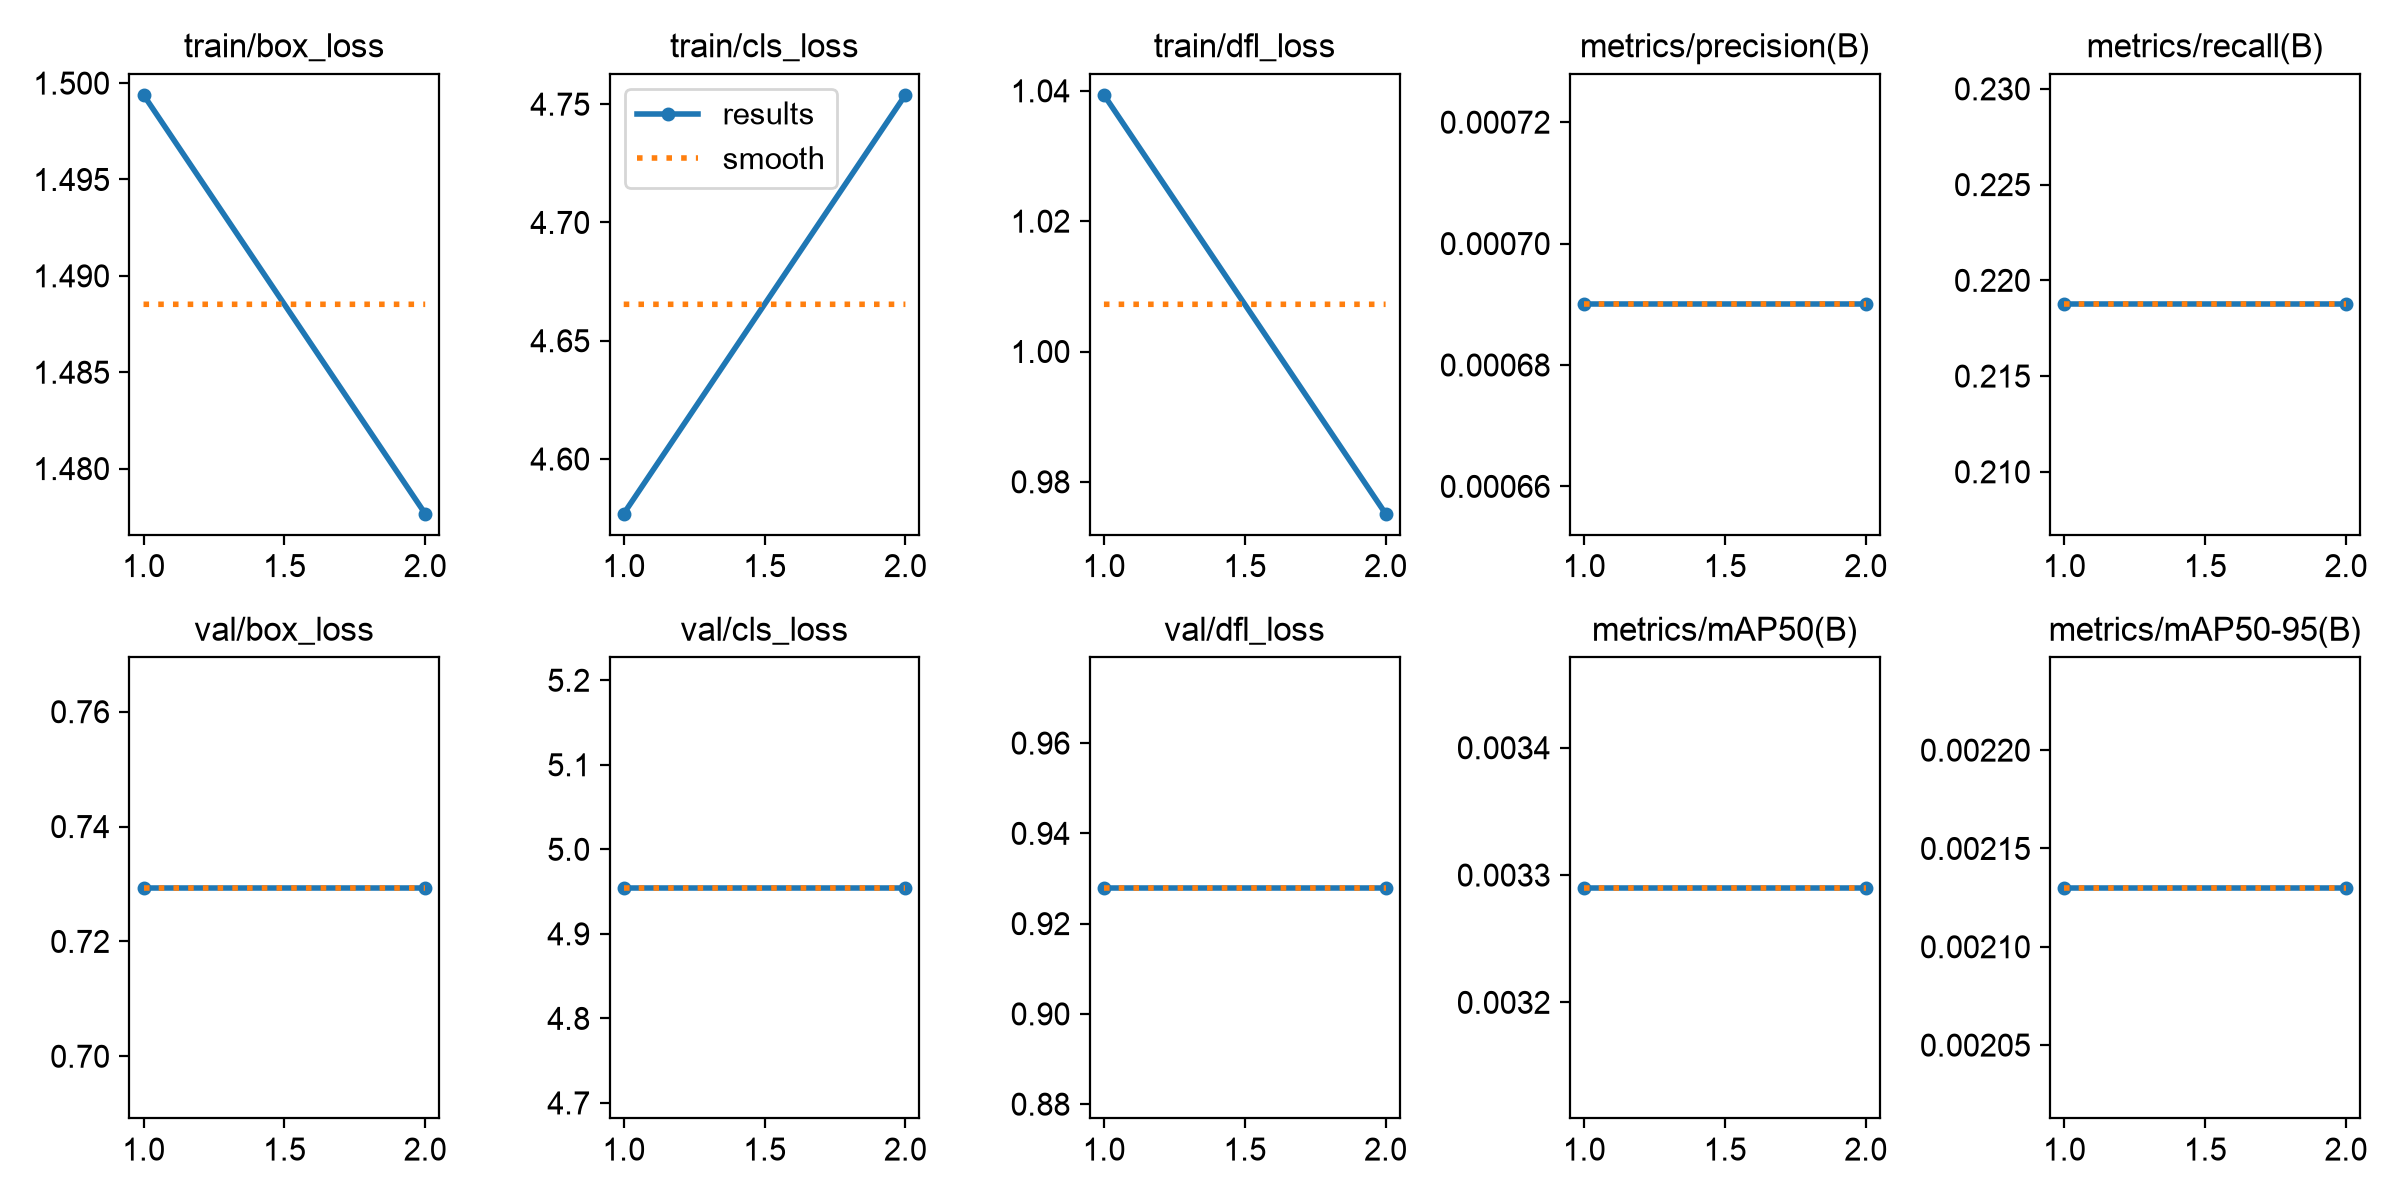 train/box_loss
1.500
1.495
1.490
1.485
1.480
1.0 1.5 2.0
train/cls_loss
results
smooth
4.75
4.70
4.65
4.60
1.0 1.5 2.0
train/dfl_loss
1.04
1.02
1.00
0.98
1.0 1.5 2.0
metrics/precision(B)
0.00072
0.00070
0.00068
0.00066
1.0 1.5 2.0
metrics/recall(B)
0.230
0.225
0.220
0.215
0.210
1.0 1.5 2.0
val/box_loss
0.76
0.74
0.72
0.70
1.0 1.5 2.0
val/cls_loss
5.2
5.1
5.0
4.9
4.8
4.7
1.0 1.5 2.0
val/dfl_loss
0.96
0.94
0.92
0.90
0.88
1.0 1.5 2.0
metrics/mAP50(B)
0.0034
0.0033
0.0032
1.0 1.5 2.0
metrics/mAP50-95(B)
0.00220
0.00215
0.00210
0.00205
1.0 1.5 2.0